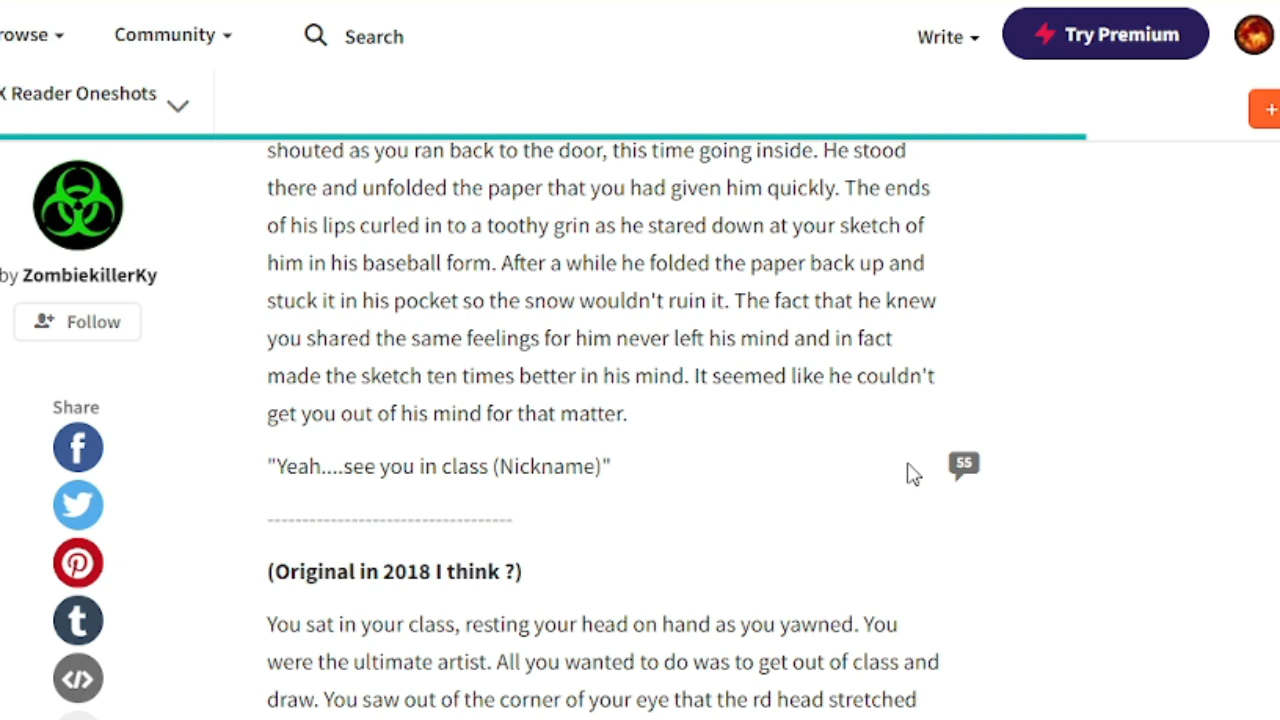 rowse
Community
Search
Write
Try Premium
X Reader Oneshots
+
shouted as you ran back to the door, this time going inside. He stood
there and unfolded the paper that you had given him quickly. The ends
of his lips curled in to a toothy grin as he stared down at your sketch of
him in his baseball form. After a while he folded the paper back up and
stuck it in his pocket so the snow wouldn't ruin it. The fact that he knew
you shared the same feelings for him never left his mind and in fact
made the sketch ten times better in his mind. It seemed like he couldn't
get you out of his mind for that matter.
by ZombiekillerKy
Follow
Share
"Yeah....see you in class (Nickname)"
55
-----------------------------------
(Original in 2018 I think ?)
You sat in your class, resting your head on hand as you yawned. You
were the ultimate artist. All you wanted to do was to get out of class and
draw. You saw out of the corner of your eye that the rd head stretched